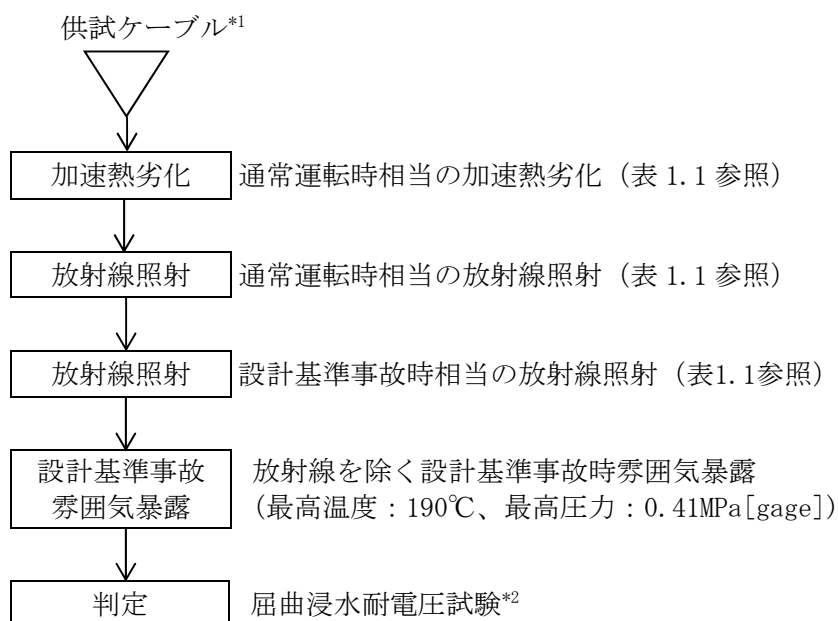 供試ケーブル*1
加速熱劣化 通常運転時相当の加速熱劣化（表 1.1 参照）
放射線照射 通常運転時相当の放射線照射（表 1.1 参照）
放射線照射 設計基準事故時相当の放射線照射（表1.1参照）
設計基準事故 放射線を除く設計基準事故時雰囲気暴露
雰囲気暴露 （最高温度：190℃、最高圧力：0.41MPa[gage]）
判定 屈曲浸水耐電圧試験*2